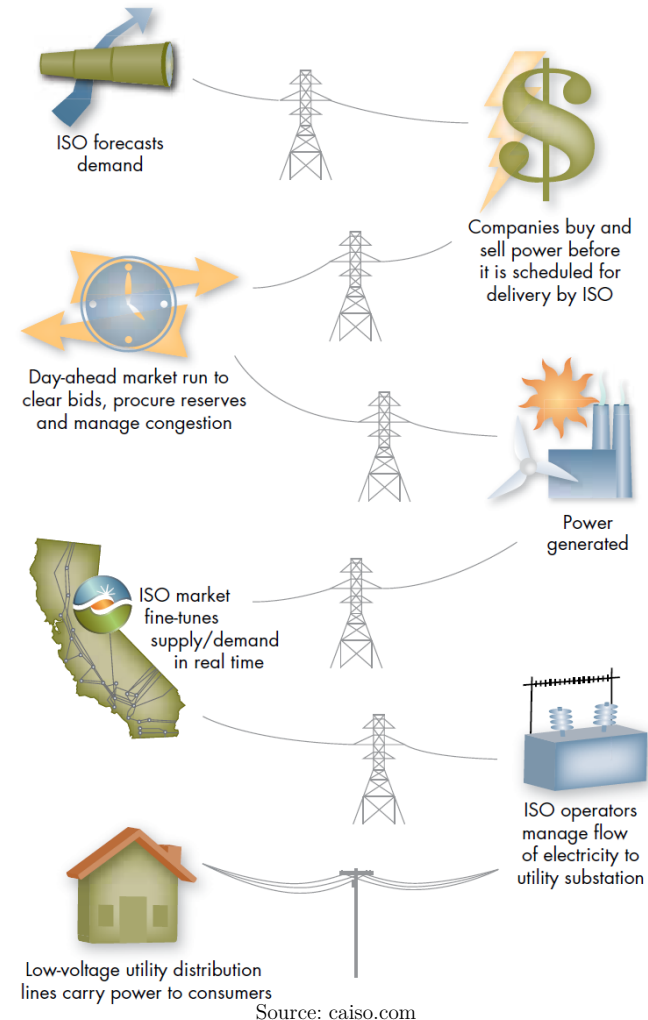 ISO forecasts
demand
Companies buy and
sell power before
it is scheduled for
delivery by ISO
Day-ahead market run to
clear bids, procure reserves
and manage congestion
Power
generated
ISO market
fine-tunes
supply/demand
in real time
ISO operators
manage flow
of electricity to
utility substation
Low-voltage utility distribution
lines carry power to consumers
Source: caiso.com